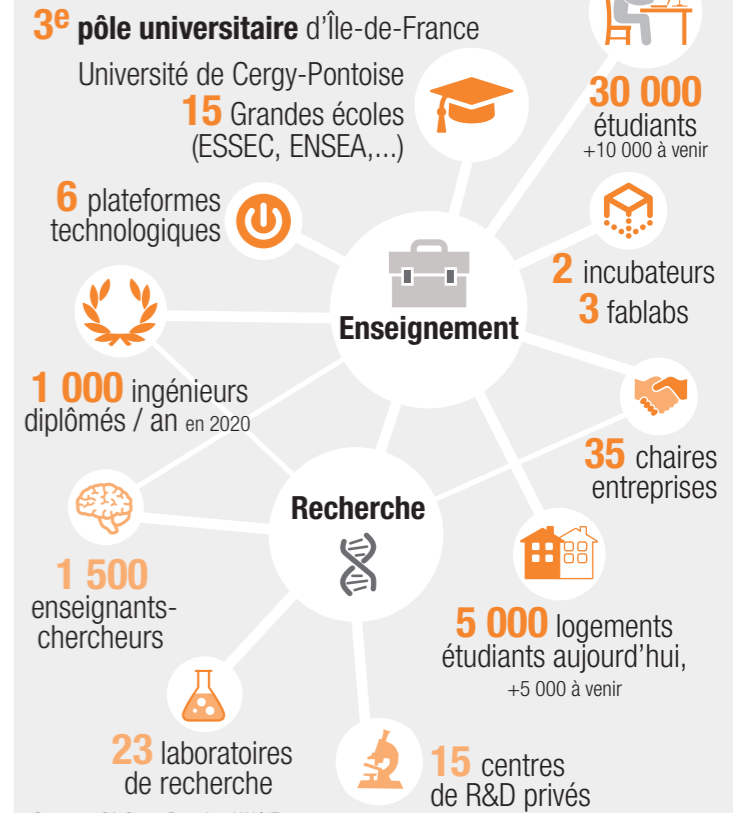 3e pôle universitaire d'Île-de-France
Université de Cergy-Pontoise
15 Grandes écoles
(ESSEC, ENSEA,...)
30 000
étudiants
+10 000 à venir
6 plateformes
technologiques
2 incubateurs
3 fablabs
Enseignement
1 000 ingénieurs
diplômés / an en 2020
35 chaires
entreprises
Recherche
1 500
enseignants-
chercheurs
5 000 logements
étudiants aujourd'hui,
+5 000 à venir
23 laboratoires
de recherche
15 centres
de R&D privés